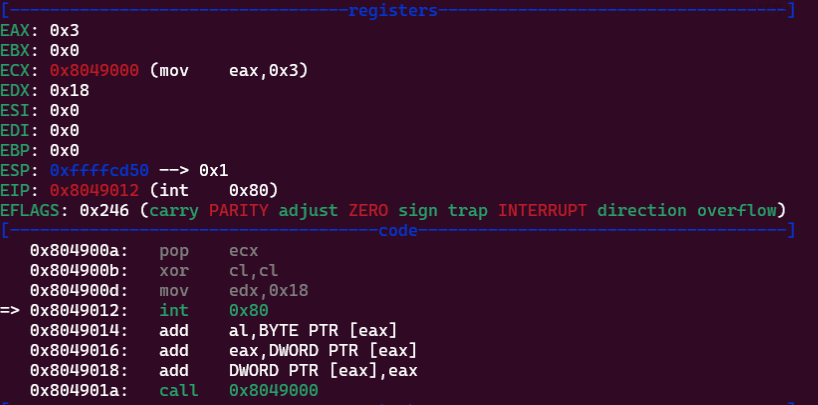 [----------------------------------registers-----------------------------------]
EAX: 0x3
EBX: 0x0
ECX: 0x8049000 (mov    eax,0x3)
EDX: 0x18
ESI: 0x0
EDI: 0x0
EBP: 0x0
ESP: 0xffffcd50 --> 0x1
EIP: 0x8049012 (int    0x80)
EFLAGS: 0x246 (carry PARITY adjust ZERO sign trap INTERRUPT direction overflow)
[-------------------------------------code-------------------------------------]
   0x804900a:	pop    ecx
   0x804900b:	xor    cl,cl
   0x804900d:	mov    edx,0x18
=> 0x8049012:	int    0x80
   0x8049014:	add    al,BYTE PTR [eax]
   0x8049016:	add    eax,DWORD PTR [eax]
   0x8049018:	add    DWORD PTR [eax],eax
   0x804901a:	call   0x8049000